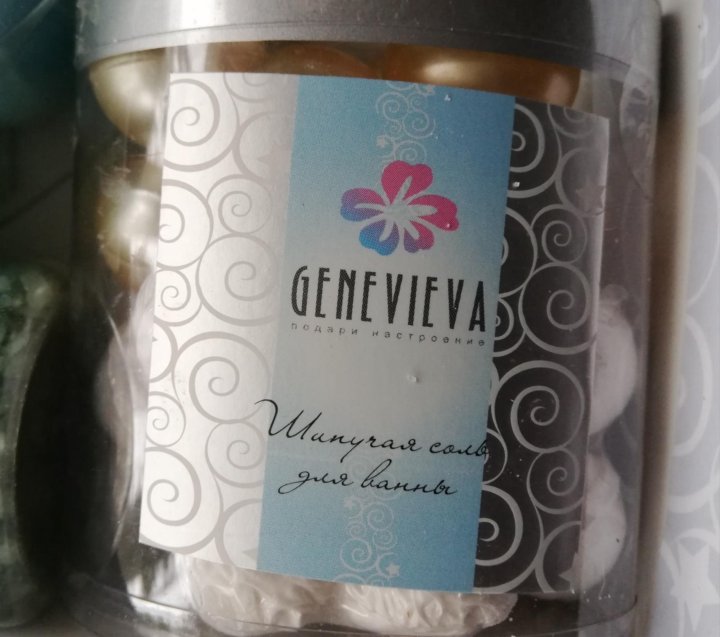 GENEVIEVA
подари настроение
Шипучая соль
для ванны